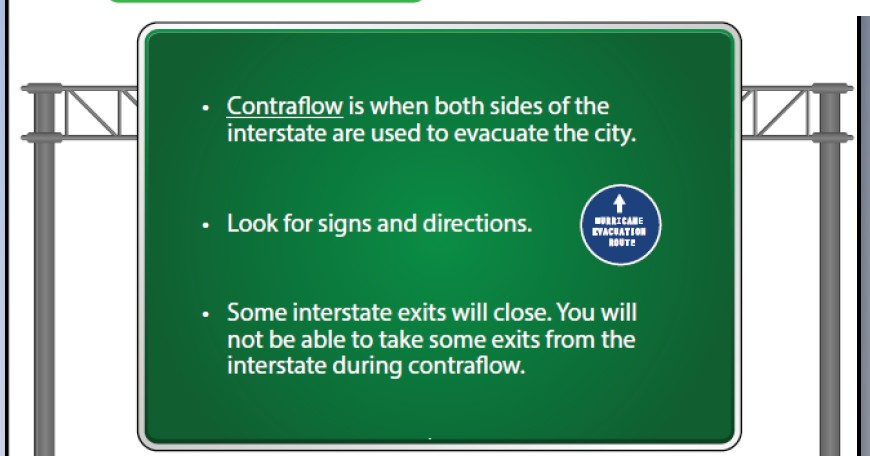 • Contraflow is when both sides of the
interstate are used to evacuate the city.
• Look for signs and directions.
HURRICANE
EVACUATION
ROUTE
• Some interstate exits will close. You will
not be able to take some exits from the
interstate during contraflow.